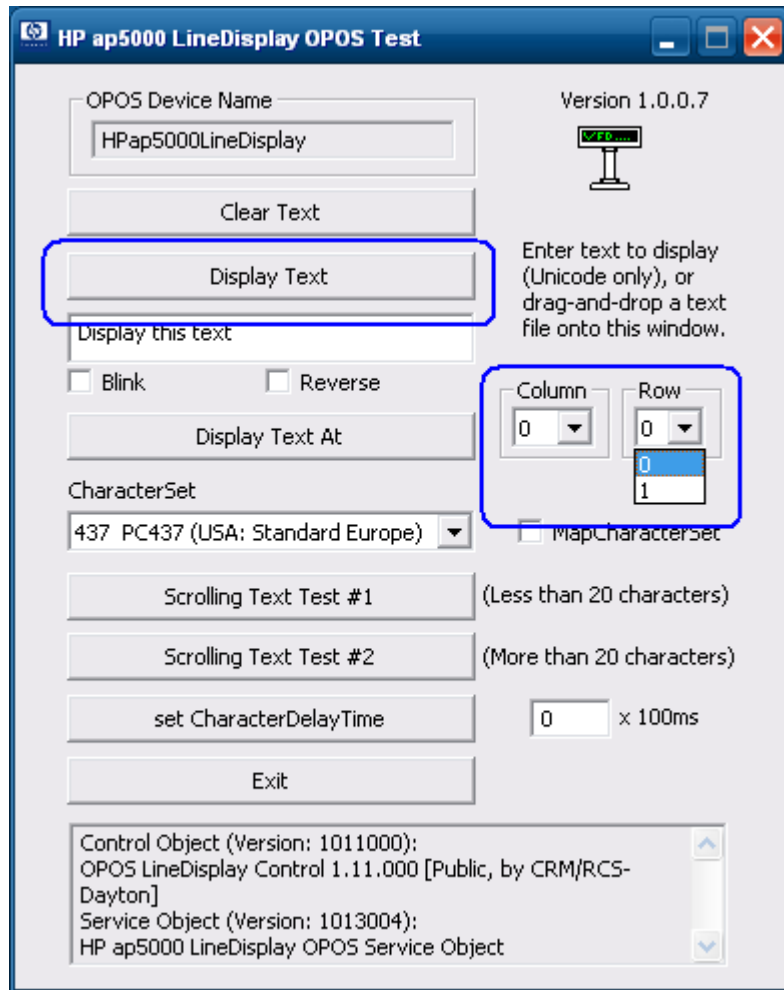 HP ap5000 LineDisplay OPOS Test
OPOS Device Name
HPap5000LineDisplay
Version 1.0.0.7
VFD....
Clear Text
Display Text
Enter text to display
(Unicode only), or
drag-and-drop a text
file onto this window.
Display this text
Blink
Reverse
Display Text At
Column
0
Row
0
0
1
CharacterSet
437 PC437 (USA: Standard Europe)
MapCharacterSet
Scrolling Text Test #1
(Less than 20 characters)
Scrolling Text Test #2
(More than 20 characters)
set CharacterDelayTime
0
x 100ms
Exit
Control Object (Version: 1011000):
OPOS LineDisplay Control 1.11.000 [Public, by CRM/RCS-
Dayton]
Service Object (Version: 1013004):
HP ap5000 LineDisplay OPOS Service Object